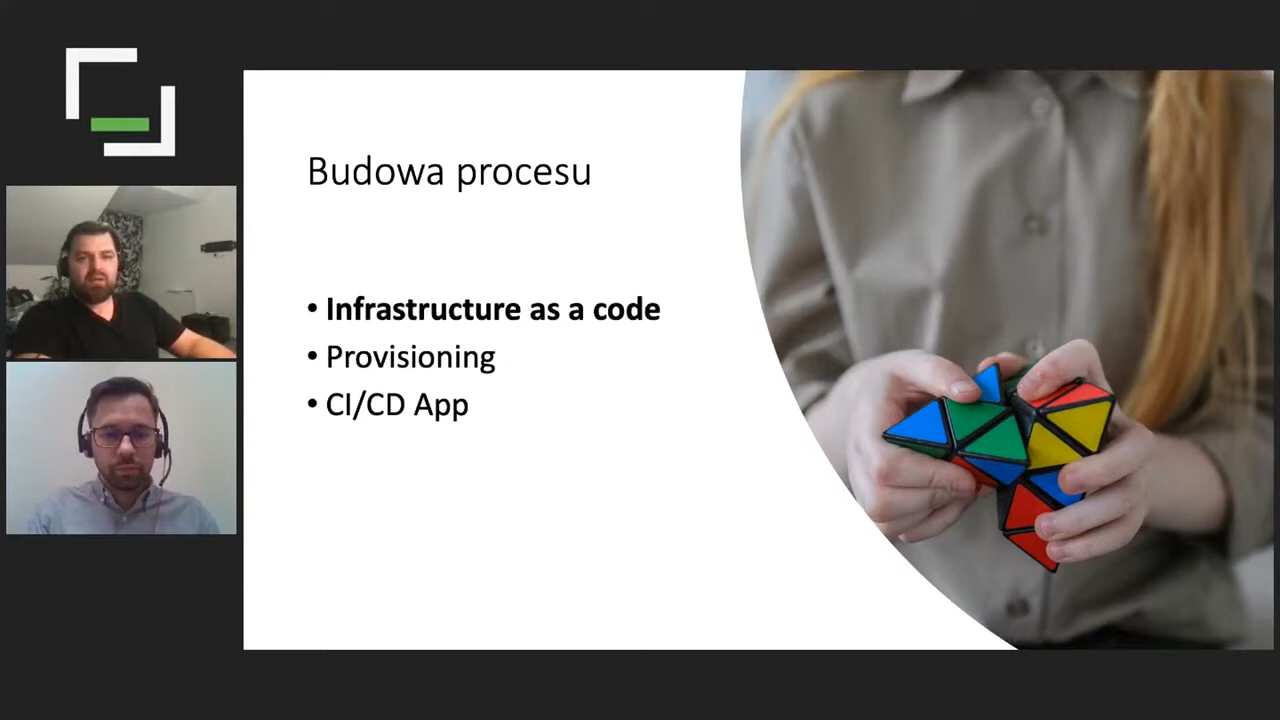 Budowa procesu
• Infrastructure as a code
• Provisioning
• CI/CD App